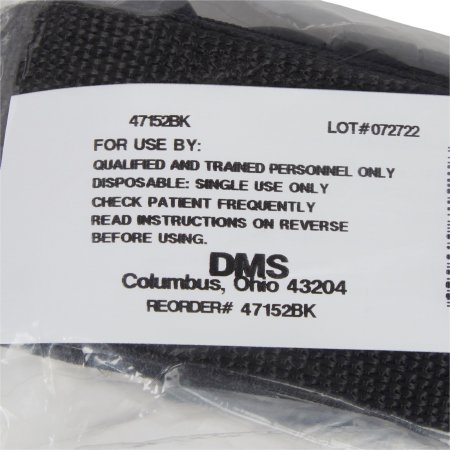 47152BK LOT#072722
FOR USE BY:
QUALIFIED AND TRAINED PERSONNEL ONLY
DISPOSABLE: SINGLE USE ONLY
CHECK PATIENT FREQUENTLY
READ INSTRUCTIONS ON REVERSE
BEFORE USING.
DMS
Columbus, Ohio 43204
REORDER# 47152BK